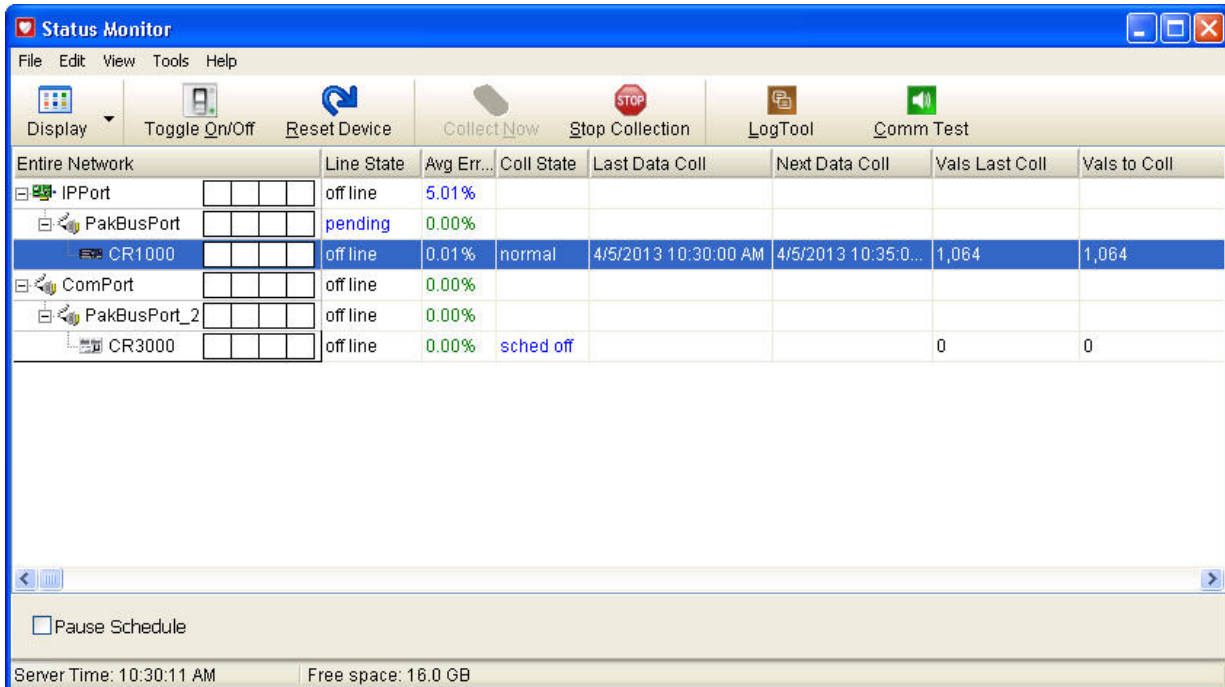 Status Monitor
File Edit View Tools Help
Display Toggle On/Off Reset Device Collect Now STOP Stop Collection LogTool Comm Test
Entire Network Line State Avg Err... Coll State Last Data Coll Next Data Coll Vals Last Coll Vals to Coll
IPPort off line 5.01%
PakBusPort pending 0.00%
CR1000 off line 0.01% normal 4/5/2013 10:30:00 AM 4/5/2013 10:35:0... 1,064 1,064
ComPort off line 0.00%
PakBusPort_2 off line 0.00%
CR3000 off line 0.00% sched off 0 0
Pause Schedule
Server Time: 10:30:11 AM Free space: 16.0 GB